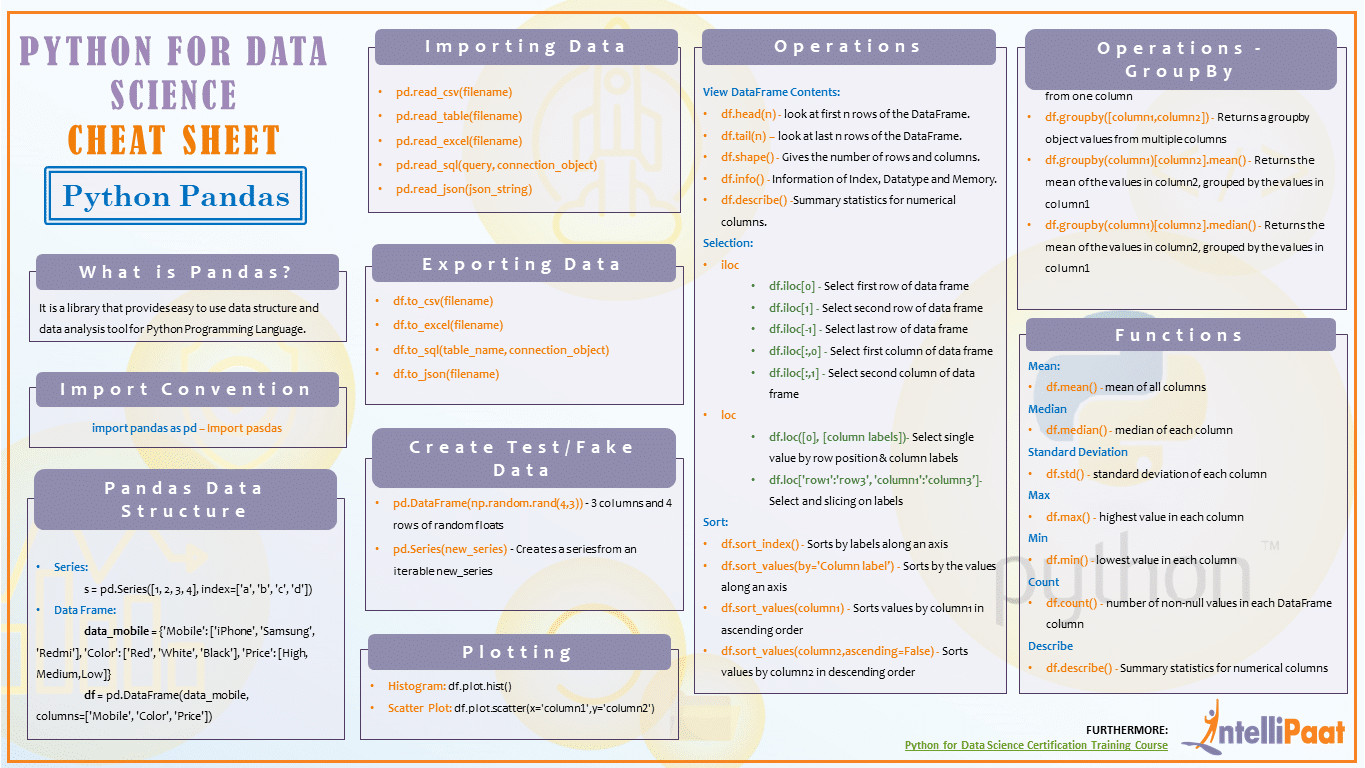 PYTHON FOR DATA
SCIENCE
CHEAT SHEET
Python Pandas
What is Pandas?
It is a library that provides easy to use data structure and
data analysis tool for Python Programming Language.
Import Convention
import pandas as pd – Import pasdas
Pandas Data
Structure
• Series:
s = pd.Series([1, 2, 3, 4], index=['a', 'b', 'c', 'd'])
• Data Frame:
data_mobile = {'Mobile': ['iPhone', 'Samsung',
'Redmi'], 'Color': ['Red', 'White', 'Black'], 'Price': [High,
Medium,Low]}
df = pd.DataFrame(data_mobile,
columns=['Mobile', 'Color', 'Price'])
Importing Data
• pd.read_csv(filename)
• pd.read_table(filename)
• pd.read_excel(filename)
• pd.read_sql(query, connection_object)
• pd.read_json(json_string)
Exporting Data
• df.to_csv(filename)
• df.to_excel(filename)
• df.to_sql(table_name, connection_object)
• df.to_json(filename)
Create Test/Fake
Data
• pd.DataFrame(np.random.rand(4,3)) - 3 columns and 4
rows of random floats
• pd.Series(new_series) - Creates a series from an
iterable new_series
Plotting
• Histogram: df.plot.hist()
• Scatter Plot: df.plot.scatter(x='column1',y='column2')
Operations
View DataFrame Contents:
• df.head(n) - look at first n rows of the DataFrame.
• df.tail(n) – look at last n rows of the DataFrame.
• df.shape() - Gives the number of rows and columns.
• df.info() - Information of Index, Datatype and Memory.
• df.describe() -Summary statistics for numerical
columns.
Selection:
• iloc
• df.iloc[0] - Select first row of data frame
• df.iloc[1] - Select second row of data frame
• df.iloc[-1] - Select last row of data frame
• df.iloc[:,0] - Select first column of data frame
• df.iloc[:,1] - Select second column of data
frame
• loc
• df.loc([0], [column labels])- Select single
value by row position & column labels
• df.loc['row1':'row3', 'column1':'column3']-
Select and slicing on labels
Sort:
• df.sort_index() - Sorts by labels along an axis
• df.sort_values(by='Column label') - Sorts by the values
along an axis
• df.sort_values(column1) - Sorts values by column1 in
ascending order
• df.sort_values(column2,ascending=False) - Sorts
values by column2 in descending order
Operations -
GroupBy
from one column
• df.groupby([column1,column2]) - Returns a groupby
object values from multiple columns
• df.groupby(column1)[column2].mean() - Returns the
mean of the values in column2, grouped by the values in
column1
• df.groupby(column1)[column2].median() - Returns the
mean of the values in column2, grouped by the values in
column1
Functions
Mean:
• df.mean() - mean of all columns
Median
• df.median() - median of each column
Standard Deviation
• df.std() - standard deviation of each column
Max
• df.max() - highest value in each column
Min
• df.min() - lowest value in each column
Count
• df.count() - number of non-null values in each DataFrame
column
Describe
• df.describe() - Summary statistics for numerical columns
python™
FURTHERMORE:
Python for Data Science Certification Training Course
IntelliPaat